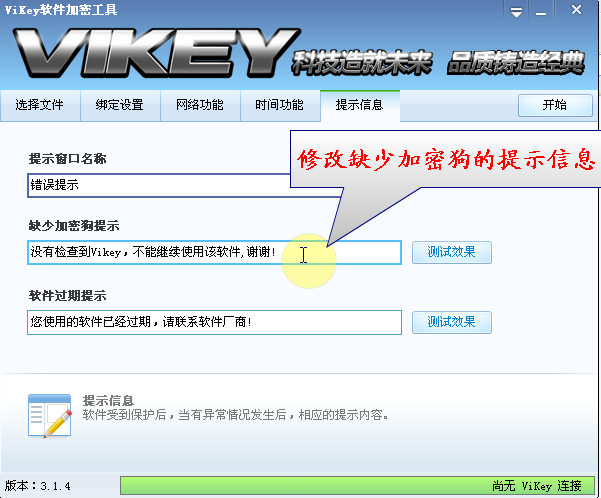 ViKey软件加密工具
VIKEY 科技造就未来 品质铸造经典
选择文件 绑定设置 网络功能 时间功能 提示信息 开始
修改缺少加密狗的提示信息
提示窗口名称
错误提示
缺少加密狗提示
没有检查到Vikey，不能继续使用该软件,谢谢! 测试效果
软件过期提示
您使用的软件已经过期，请联系软件厂商! 测试效果
提示信息
软件受到保护后，当有异常情况发生后，相应的提示内容。
版本：3.1.4 尚无 ViKey 连接